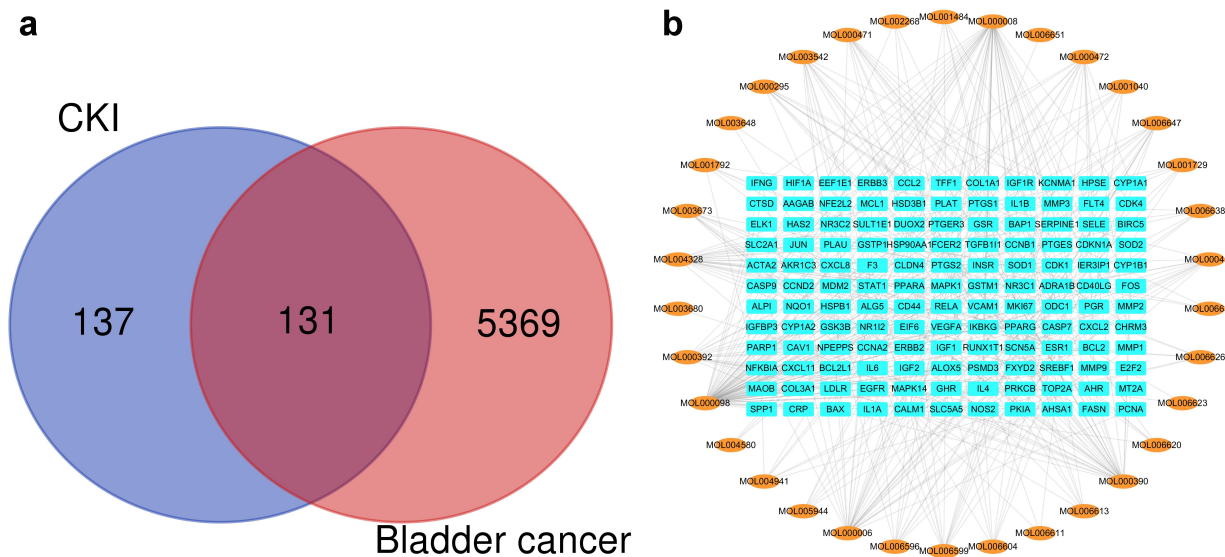 a
CKI
137
131
5369
Bladder cancer
b
MOL002268
MOL001484
MOL000008
MOL000471
MOL006651
MOL003542
MOL000472
MOL000295
MOL001040
MOL003648
MOL006647
MOL001792
MOL001729
IFNG HIF1A EEF1E1 ERBB3 CCL2 TFF1 COL1A1 IGF1R KCNMA1 HPSE CYP1A1
CTSD AAGAB NFE2L2 MCL1 HSD3B1 PLAT PTGS1 IL1B MMP3 FLT4 CDK4
MOL003673
MOL006638
ELK1 HAS2 NR3C2 SULT1E1 DUOX2 PTGER3 GSR BAP1 SERPINE1 SELE BIRC5
SLC2A1 JUN PLAU GSTP1 HSP90AA1 FCER2 TGFB1I1 CCNB1 PTGES CDKN1A SOD2
MOL004328
MOL0004
ACTA2 AKR1C3 CXCL8 F3 CLDN4 PTGS2 INSR SOD1 CDK1 IER3IP1 CYP1B1
CASP9 CCND2 MDM2 STAT1 PPARA MAPK1 GSTM1 NR3C1 ADRA1B CD40LG FOS
MOL003680
MOL0066
ALPI NQO1 HSPB1 ALG5 CD44 RELA VCAM1 MKI67 ODC1 PGR MMP2
IGFBP3 CYP1A2 GSK3B NR1I2 EIF6 VEGFA IKBKG PPARG CASP7 CXCL2 CHRM3
PARP1 CAV1 NPEPPS CCNA2 ERBB2 IGF1 RUNX1T1 SCN5A ESR1 BCL2 MMP1
MOL000392
MOL006626
NFKBIA CXCL11 BCL2L1 IL6 IGF2 ALOX5 PSMD3 FXYD2 SREBF1 MMP9 E2F2
MAOB COL3A1 LDLR EGFR MAPK14 GHR IL4 PRKCB TOP2A AHR MT2A
MOL000098
MOL006623
SPP1 CRP BAX IL1A CALM1 SLC5A5 NOS2 PKIA AHSA1 FASN PCNA
MOL004580
MOL006620
MOL004941
MOL000390
MOL005944
MOL006613
MOL000006
MOL006611
MOL006596
MOL006599
MOL006604